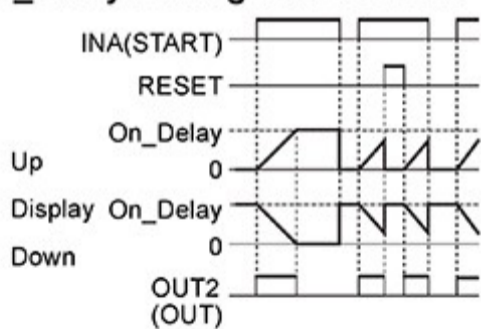 INA(START)
RESET
On_Delay
Up
0
Display On_Delay
Down
0
OUT2
(OUT)